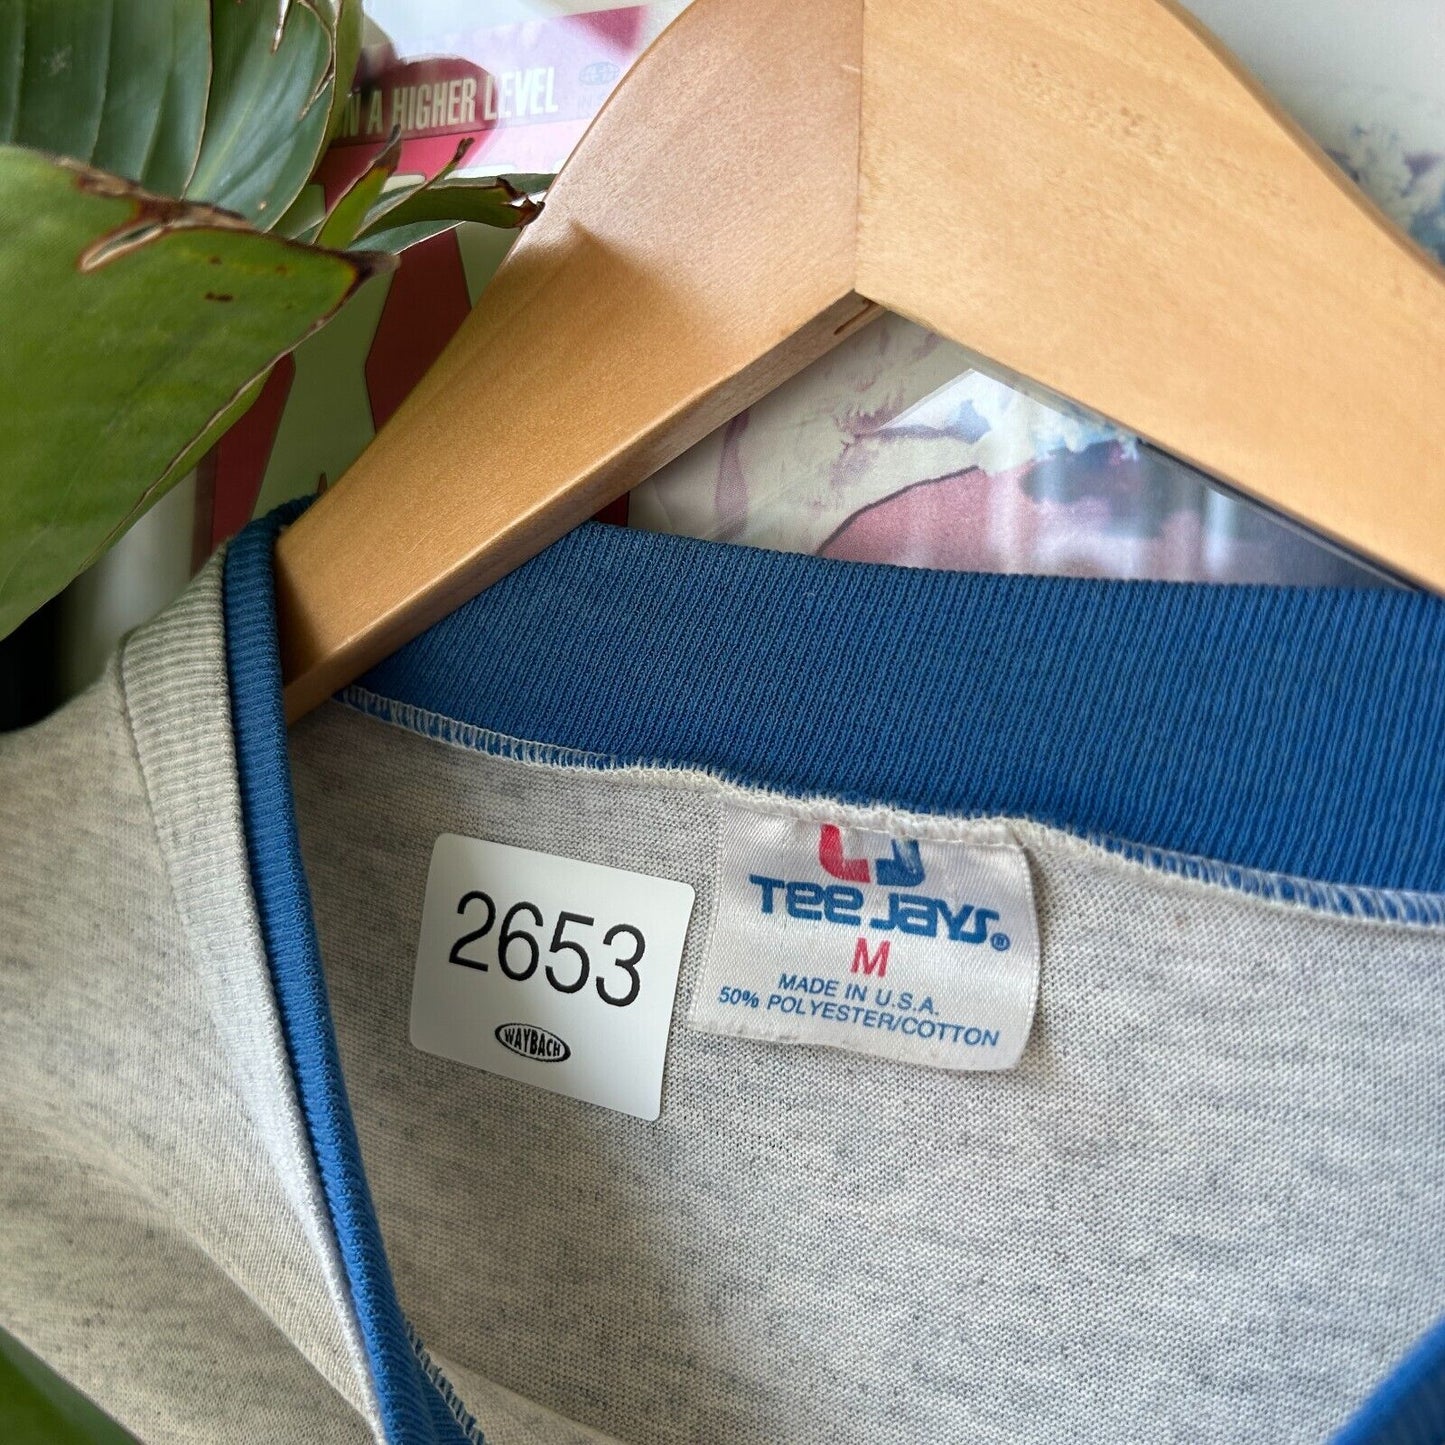 N A HIGHER LEVEL
2653
WAYBACH
Tee Jays®
M
MADE IN U.S.A.
50% POLYESTER/COTTON